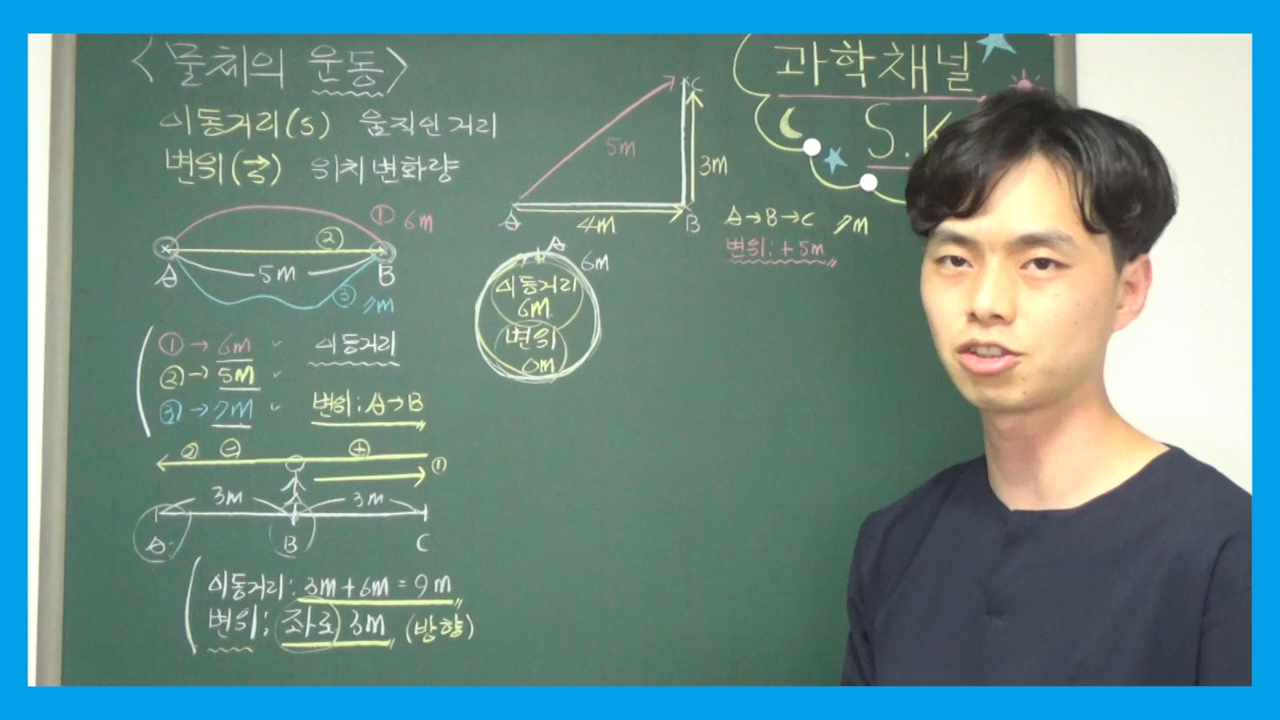 <물체의 운동>
이동거리(s) 움직인 거리
변위(s) 위치 변화량
① 6m
②
A 5m B
③ 7m
① → 6m 이동거리
② → 5m
③ → 7m 변위: A→B
② ⊖ ⊕ ①
3m 3m
A B C
이동거리: 3m + 6m = 9m
변위: 좌로 3m (방향)
C
5m
3m
A 4m B
A→B→C 7m
변위: +5m
A
6m
이동거리
6m
변위
0m
과학채널
S.K